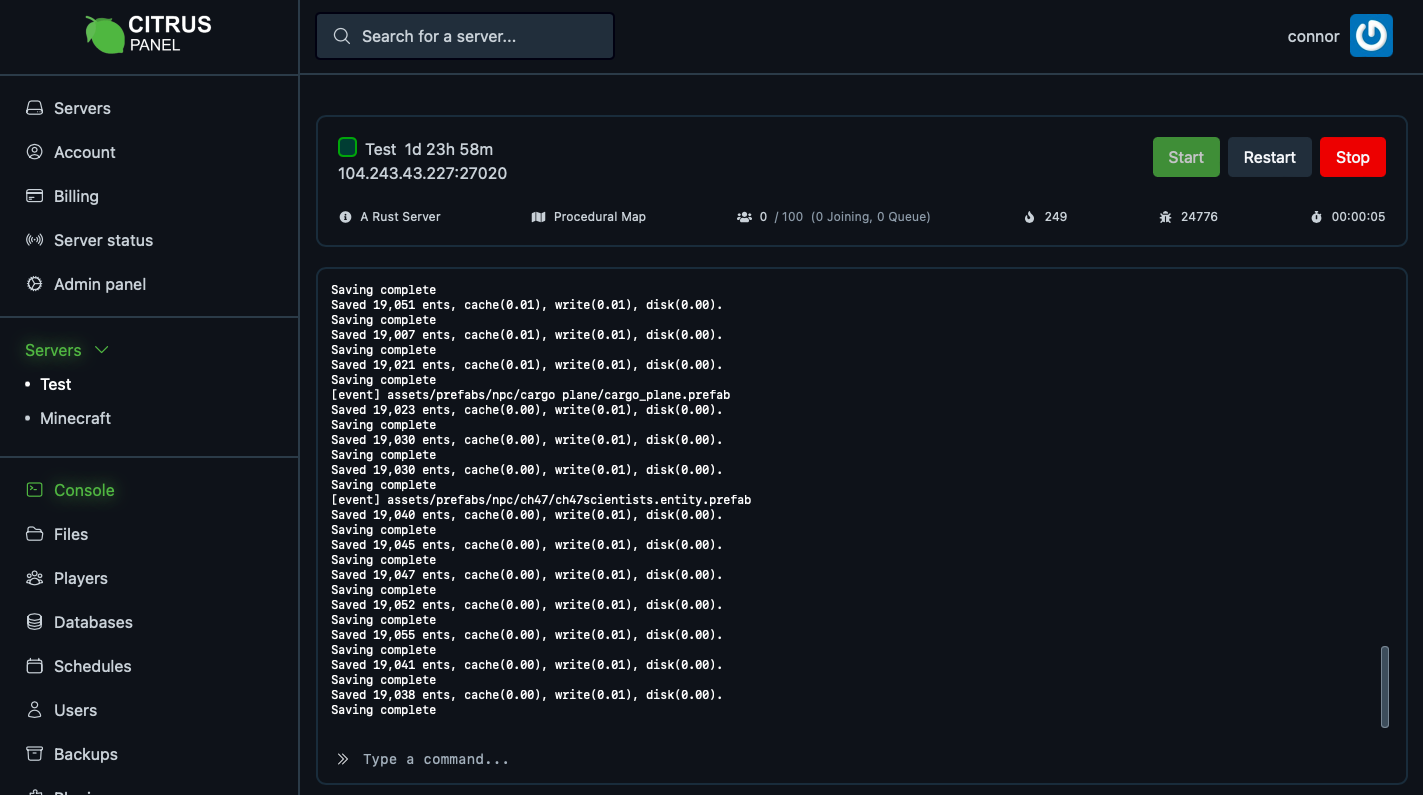 CITRUS
PANEL
Search for a server...
connor
Servers
Account
Billing
Server status
Admin panel
Servers
Test
Minecraft
Console
Files
Players
Databases
Schedules
Users
Backups
Test 1d 23h 58m
104.243.43.227:27020
Start Restart Stop
A Rust Server Procedural Map 0 / 100 (0 Joining, 0 Queue) 249 24776 00:00:05
Saving complete
Saved 19,051 ents, cache(0.01), write(0.01), disk(0.00).
Saving complete
Saved 19,007 ents, cache(0.01), write(0.01), disk(0.00).
Saving complete
Saved 19,021 ents, cache(0.01), write(0.01), disk(0.00).
Saving complete
[event] assets/prefabs/npc/cargo plane/cargo_plane.prefab
Saved 19,023 ents, cache(0.00), write(0.01), disk(0.00).
Saving complete
Saved 19,030 ents, cache(0.00), write(0.01), disk(0.00).
Saving complete
Saved 19,030 ents, cache(0.00), write(0.01), disk(0.00).
Saving complete
[event] assets/prefabs/npc/ch47/ch47scientists.entity.prefab
Saved 19,040 ents, cache(0.00), write(0.01), disk(0.00).
Saving complete
Saved 19,045 ents, cache(0.00), write(0.01), disk(0.00).
Saving complete
Saved 19,047 ents, cache(0.00), write(0.01), disk(0.00).
Saving complete
Saved 19,052 ents, cache(0.00), write(0.01), disk(0.00).
Saving complete
Saved 19,055 ents, cache(0.00), write(0.01), disk(0.00).
Saving complete
Saved 19,041 ents, cache(0.00), write(0.01), disk(0.00).
Saving complete
Saved 19,038 ents, cache(0.00), write(0.01), disk(0.00).
Saving complete
Type a command...